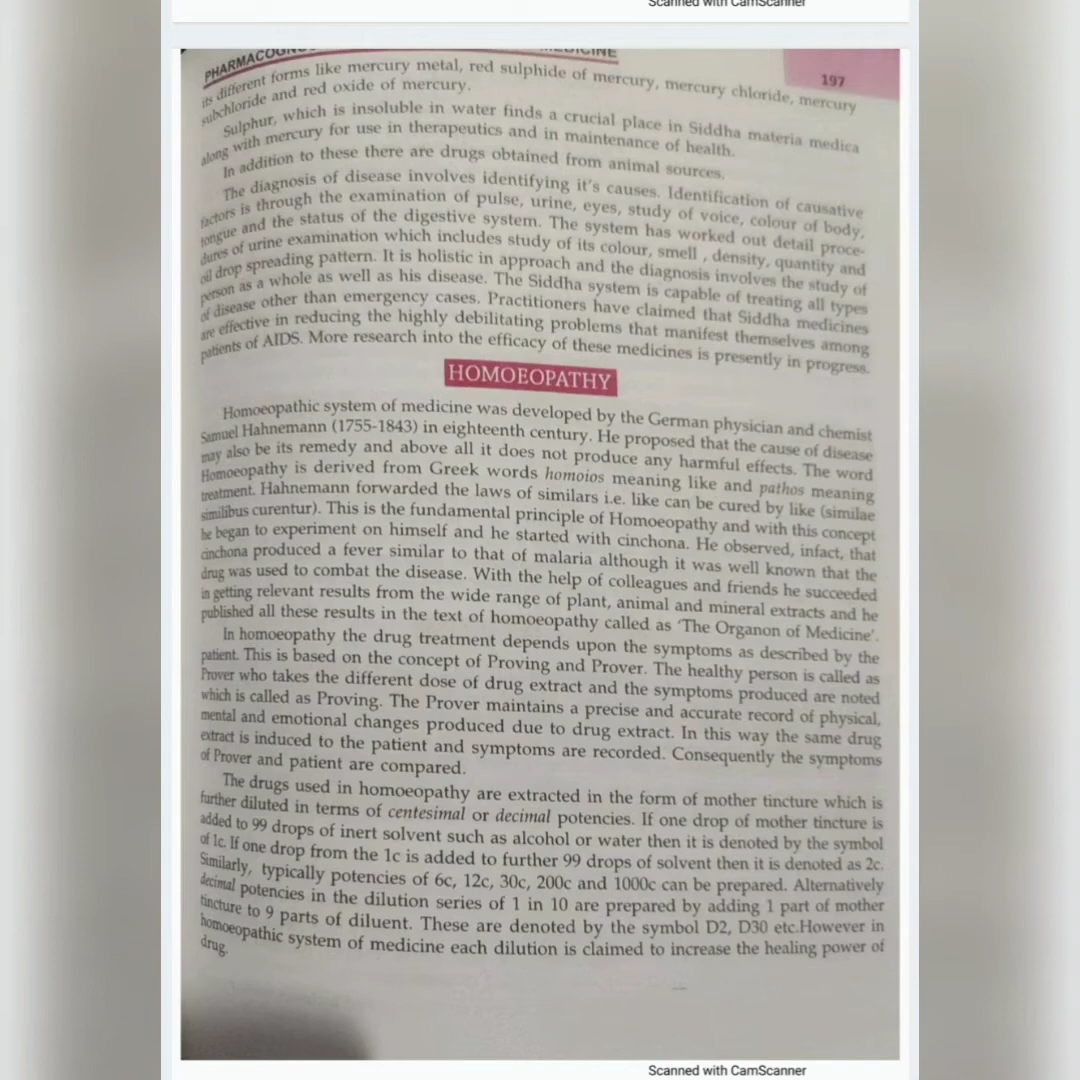 Scanned with CamScanner
MEDICINE
197
its different forms like mercury metal, red sulphide of mercury, mercury chloride, mercury
subchloride and red oxide of mercury.
Sulphur, which is insoluble in water finds a crucial place in Siddha materia medica
along with mercury for use in therapeutics and in maintenance of health.
In addition to these there are drugs obtained from animal sources.
The diagnosis of disease involves identifying it's causes. Identification of causative
factors is through the examination of pulse, urine, eyes, study of voice, colour of body,
tongue and the status of the digestive system. The system has worked out detail proce-
dures of urine examination which includes study of its colour, smell , density, quantity and
oil drop spreading pattern. It is holistic in approach and the diagnosis involves the study of
person as a whole as well as his disease. The Siddha system is capable of treating all types
of disease other than emergency cases. Practitioners have claimed that Siddha medicines
are effective in reducing the highly debilitating problems that manifest themselves among
patients of AIDS. More research into the efficacy of these medicines is presently in progress.
HOMOEOPATHY
Homoeopathic system of medicine was developed by the German physician and chemist
Samuel Hahnemann (1755-1843) in eighteenth century. He proposed that the cause of disease
may also be its remedy and above all it does not produce any harmful effects. The word
Homoeopathy is derived from Greek words homoios meaning like and pathos meaning
treatment. Hahnemann forwarded the laws of similars i.e. like can be cured by like (similae
similibus curentur). This is the fundamental principle of Homoeopathy and with this concept
he began to experiment on himself and he started with cinchona. He observed, infact, that
cinchona produced a fever similar to that of malaria although it was well known that the
drug was used to combat the disease. With the help of colleagues and friends he succeeded
in getting relevant results from the wide range of plant, animal and mineral extracts and he
published all these results in the text of homoeopathy called as 'The Organon of Medicine'.
In homoeopathy the drug treatment depends upon the symptoms as described by the
patient. This is based on the concept of Proving and Prover. The healthy person is called as
Prover who takes the different dose of drug extract and the symptoms produced are noted
which is called as Proving. The Prover maintains a precise and accurate record of physical,
mental and emotional changes produced due to drug extract. In this way the same drug
extract is induced to the patient and symptoms are recorded. Consequently the symptoms
of Prover and patient are compared.
The drugs used in homoeopathy are extracted in the form of mother tincture which is
further diluted in terms of centesimal or decimal potencies. If one drop of mother tincture is
added to 99 drops of inert solvent such as alcohol or water then it is denoted by the symbol
of 1c. If one drop from the 1c is added to further 99 drops of solvent then it is denoted as 2c.
Similarly, typically potencies of 6c, 12c, 30c, 200c and 1000c can be prepared. Alternatively
decimal potencies in the dilution series of 1 in 10 are prepared by adding 1 part of mother
tincture to 9 parts of diluent. These are denoted by the symbol D2, D30 etc.However in
homoeopathic system of medicine each dilution is claimed to increase the healing power of
drug.
Scanned with CamScanner